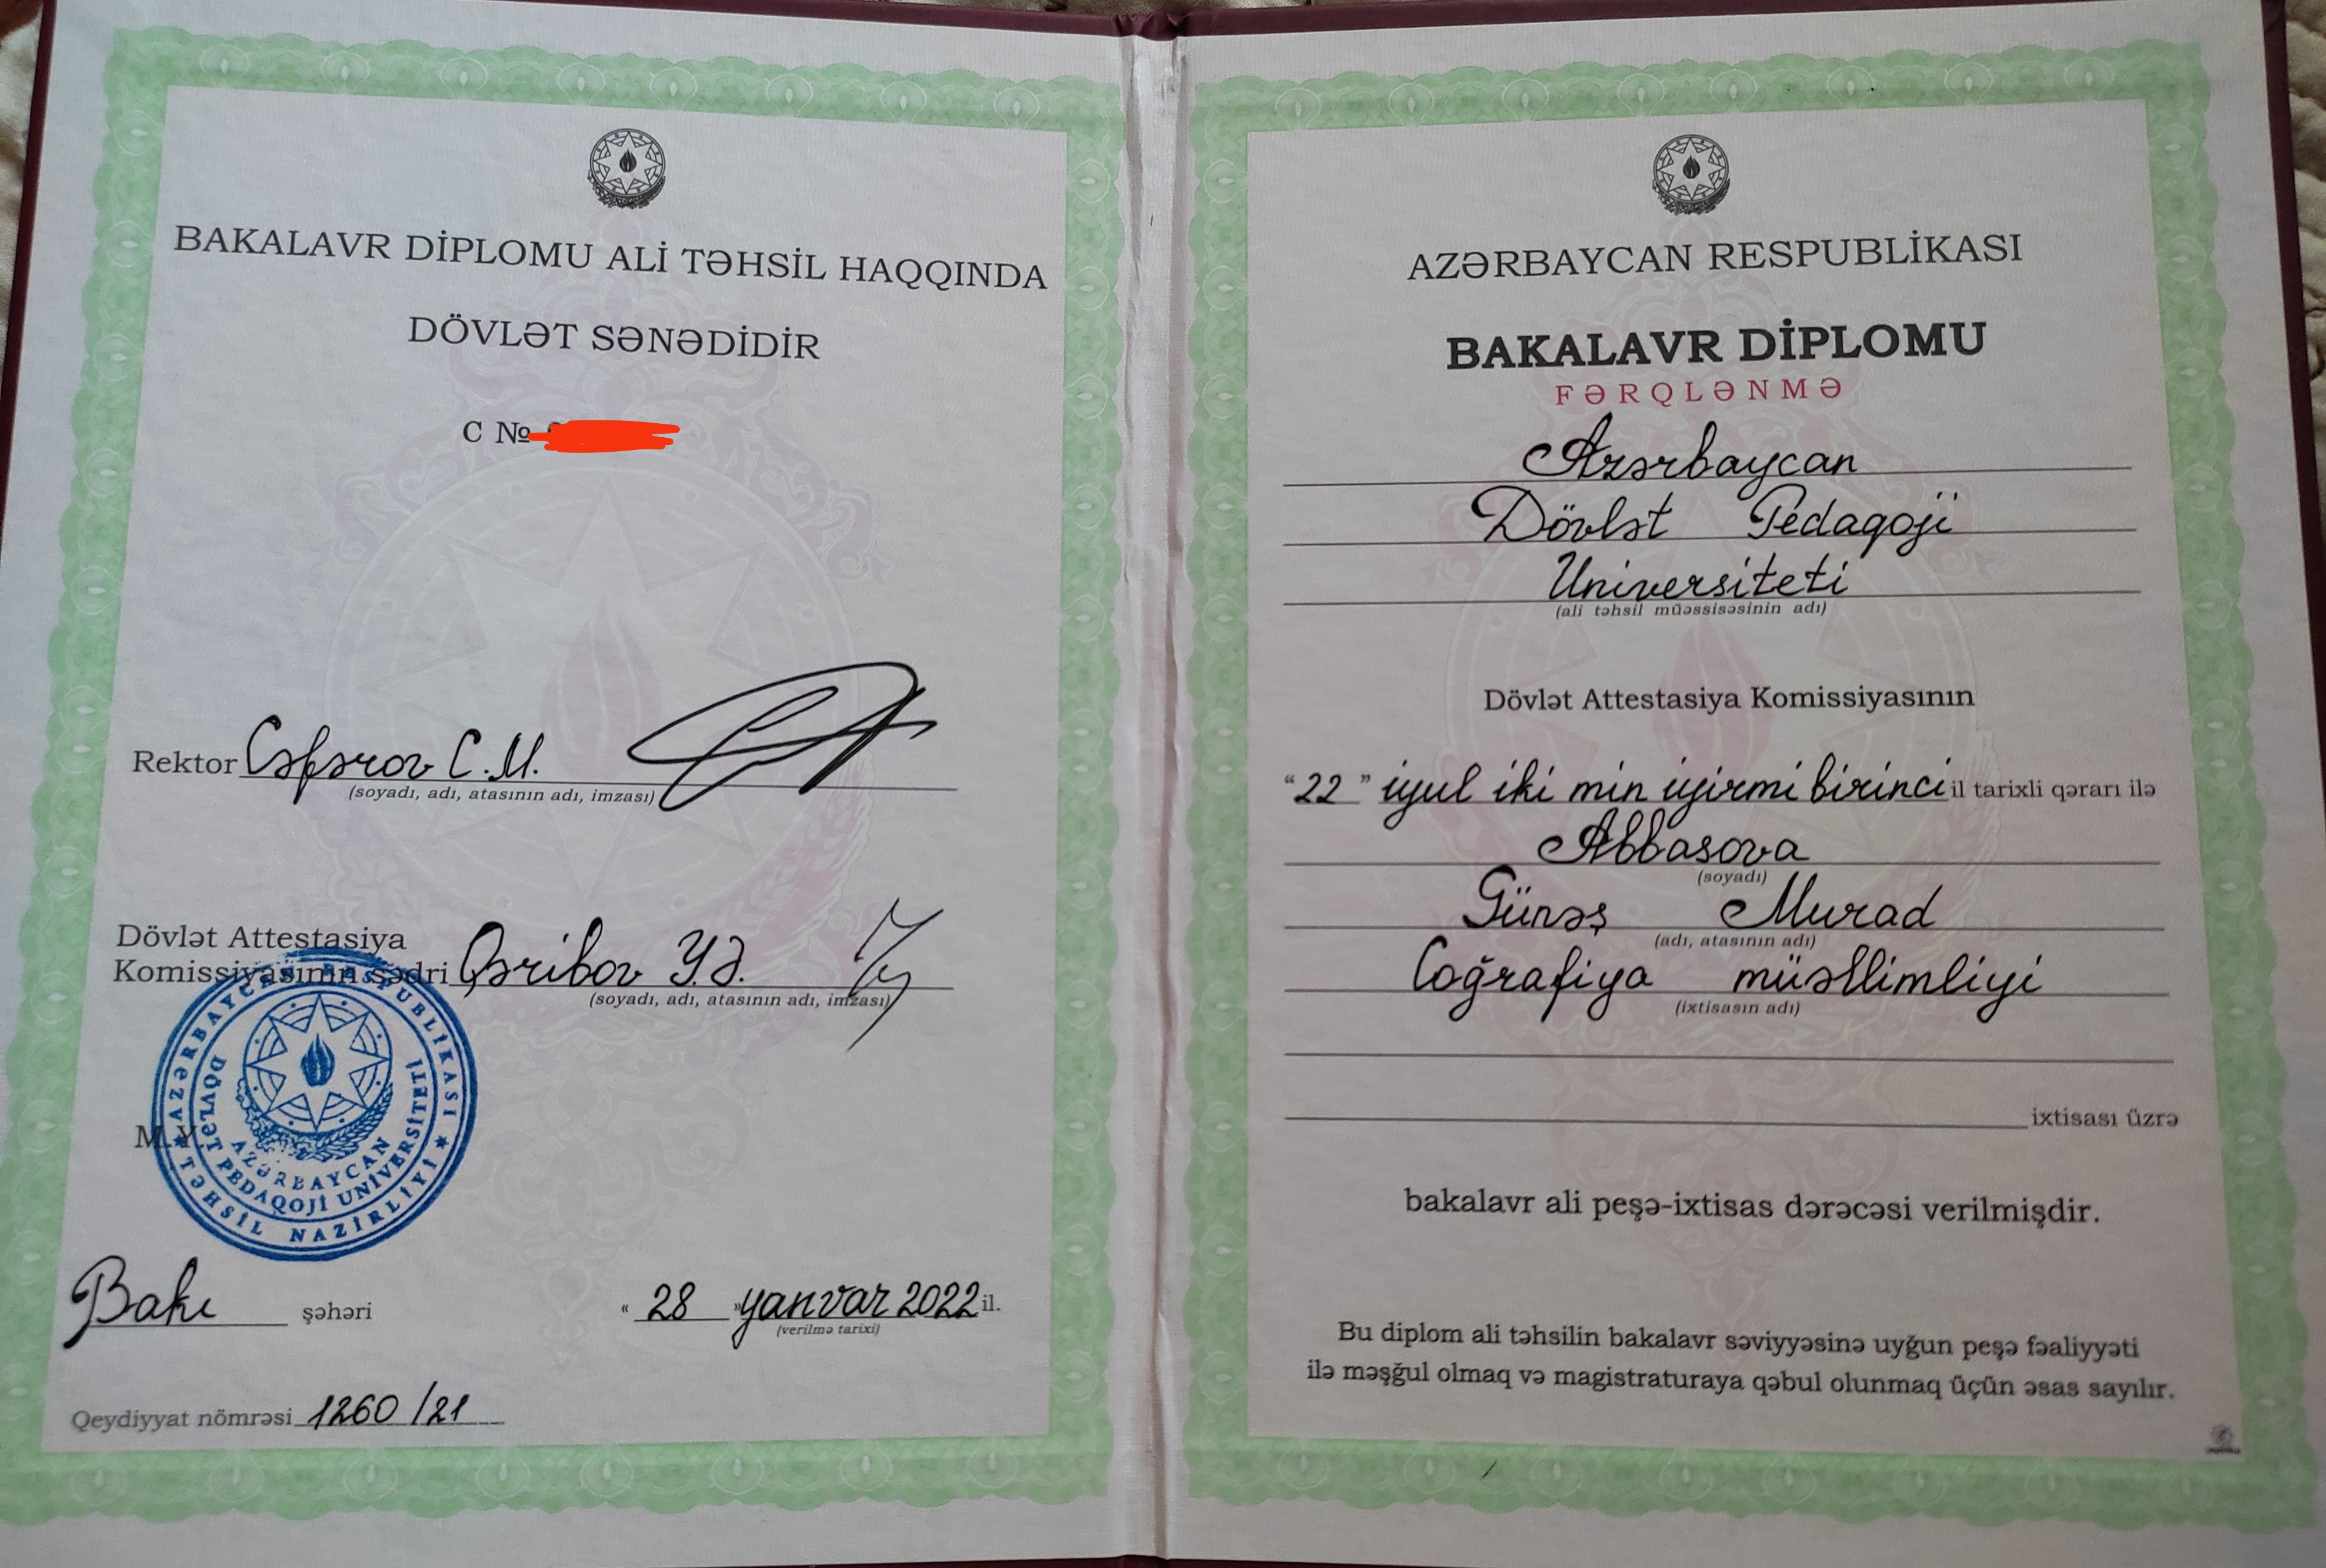 BAKALAVR DİPLOMU ALİ TƏHSİL HAQQINDA
DÖVLƏT SƏNƏDİDİR
C №
Rektor Cəfərov C.M.
(soyadı, adı, atasının adı, imzası)
Dövlət Attestasiya
Komissiyasının sədri Qəribov Y.Ə.
(soyadı, adı, atasının adı, imzası)
M.Y.
AZƏRBAYCAN RESPUBLİKASI
TƏHSİL NAZİRLİYİ
AZƏRBAYCAN
DÖVLƏT PEDAQOJİ UNİVERSİTETİ
Bakı şəhəri "28" yanvar 2022 il.
(verilmə tarixi)
Qeydiyyat nömrəsi 1260/21
AZƏRBAYCAN RESPUBLİKASI
BAKALAVR DİPLOMU
FƏRQLƏNMƏ
Azərbaycan
Dövlət Pedaqoji
Universiteti
(ali təhsil müəssisəsinin adı)
Dövlət Attestasiya Komissiyasının
"22" iyul iki min iyirmi birinci il tarixli qərarı ilə
Abbasova
(soyadı)
Günəş Murad
(adı, atasının adı)
Coğrafiya müəllimliyi
(ixtisasın adı)
ixtisası üzrə
bakalavr ali peşə-ixtisas dərəcəsi verilmişdir.
Bu diplom ali təhsilin bakalavr səviyyəsinə uyğun peşə fəaliyyəti
ilə məşğul olmaq və magistraturaya qəbul olunmaq üçün əsas sayılır.